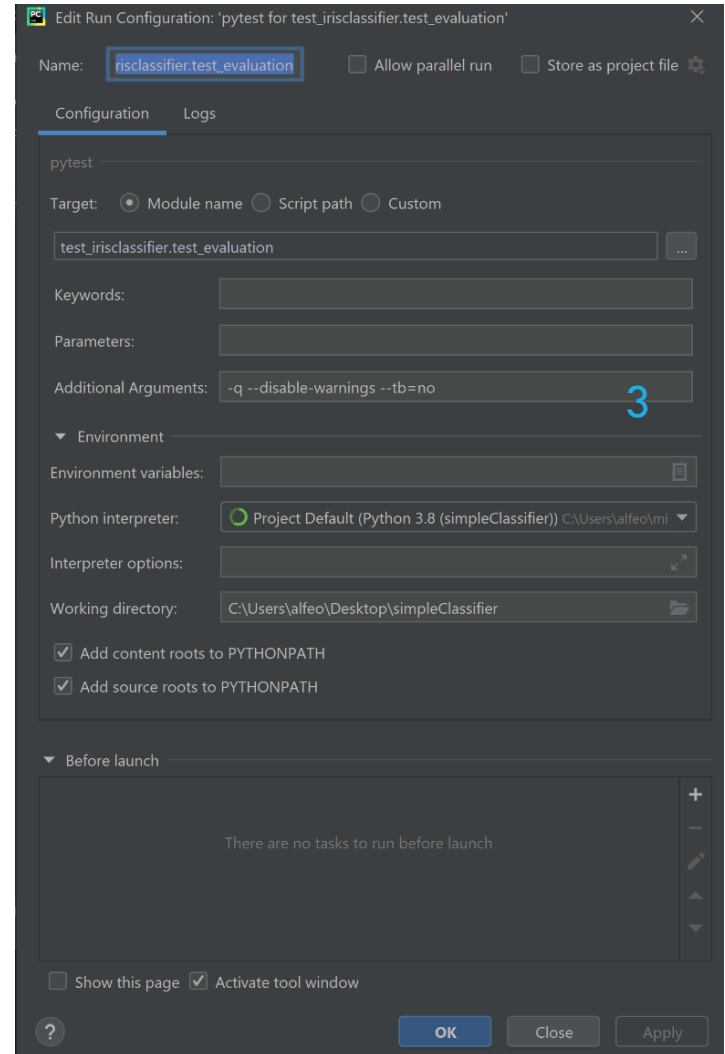 PC Edit Run Configuration: 'pytest for test_irisclassifier.test_evaluation'
Name: risclassifier.test_evaluation Allow parallel run Store as project file
Configuration Logs
pytest
Target: Module name Script path Custom
test_irisclassifier.test_evaluation ...
Keywords:
Parameters:
Additional Arguments: -q --disable-warnings --tb=no 3
Environment
Environment variables:
Python interpreter: Project Default (Python 3.8 (simpleClassifier)) C:\Users\alfeo\mi
Interpreter options:
Working directory: C:\Users\alfeo\Desktop\simpleClassifier
Add content roots to PYTHONPATH
Add source roots to PYTHONPATH
Before launch
There are no tasks to run before launch
Show this page Activate tool window
? OK Close Apply